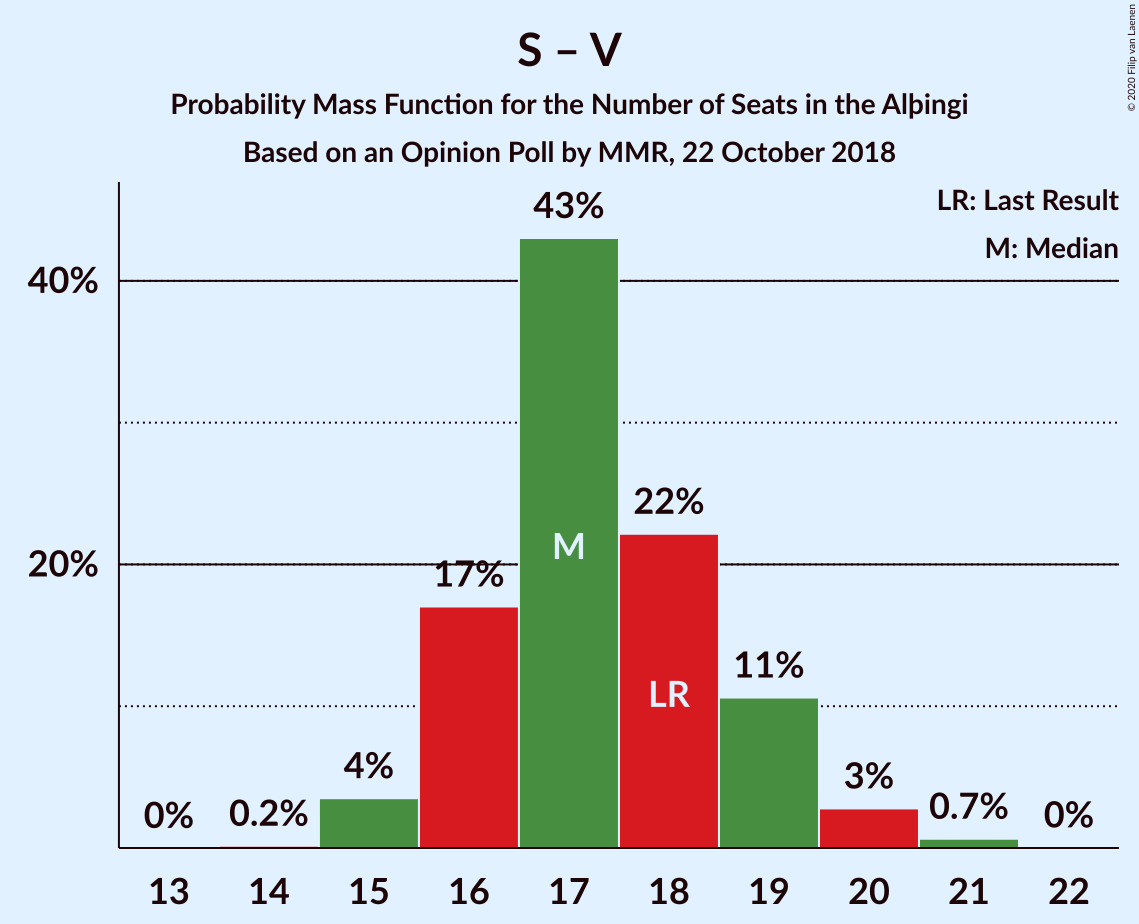 S – V
Probability Mass Function for the Number of Seats in the Alþingi
Based on an Opinion Poll by MMR, 22 October 2018
© 2020 Filip van Laenen
LR: Last Result
M: Median
43%
40%
22%
M
20%
17%
11%
LR
4%
3%
0%
0.2%
0.7%
0%
13 14 15 16 17 18 19 20 21 22